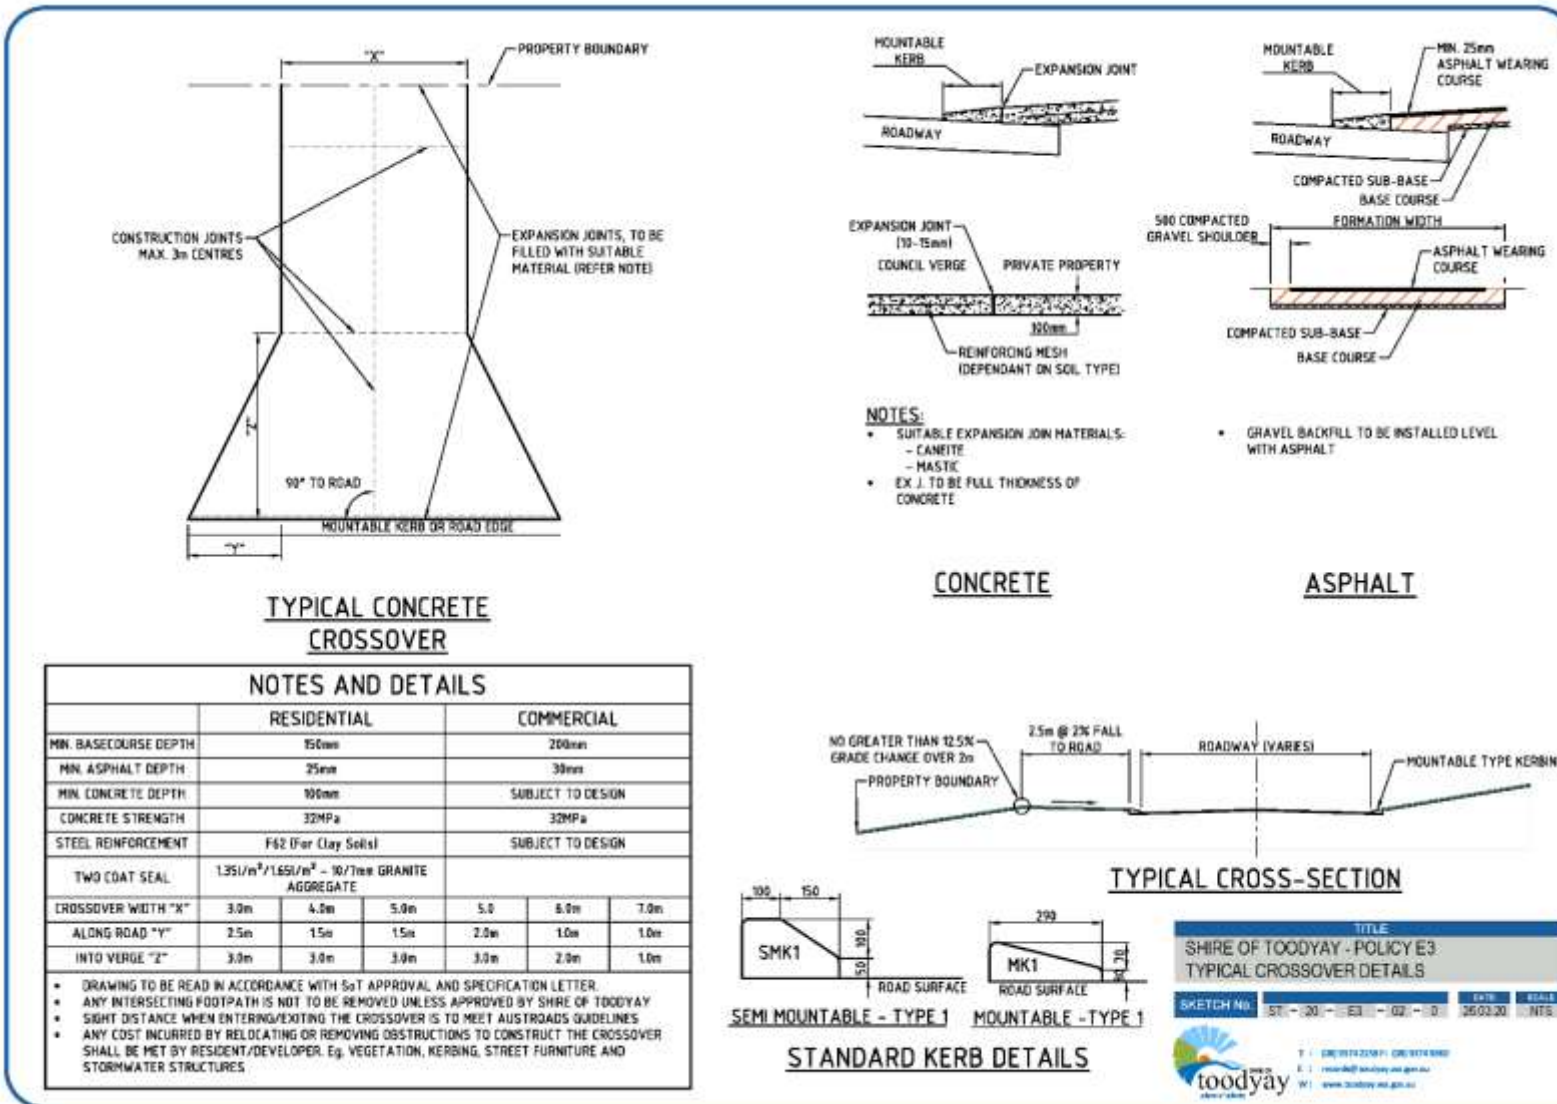 "X"
PROPERTY BOUNDARY
CONSTRUCTION JOINTS
MAX. 3m CENTRES
EXPANSION JOINTS, TO BE
FILLED WITH SUITABLE
MATERIAL (REFER NOTE)
"Z"
90° TO ROAD
MOUNTABLE KERB OR ROAD EDGE
"Y"
TYPICAL CONCRETE
CROSSOVER
MOUNTABLE
KERB
EXPANSION JOINT
ROADWAY
EXPANSION JOINT
(10-15mm)
COUNCIL VERGE
PRIVATE PROPERTY
100mm
REINFORCING MESH
(DEPENDANT ON SOIL TYPE)
NOTES:
• SUITABLE EXPANSION JOIN MATERIALS:
- CANEITE
- MASTIC
• EX J. TO BE FULL THICKNESS OF
CONCRETE
CONCRETE
MOUNTABLE
KERB
MIN. 25mm
ASPHALT WEARING
COURSE
ROADWAY
COMPACTED SUB-BASE
BASE COURSE
500 COMPACTED
GRAVEL SHOULDER
FORMATION WIDTH
ASPHALT WEARING
COURSE
COMPACTED SUB-BASE
BASE COURSE
• GRAVEL BACKFILL TO BE INSTALLED LEVEL
WITH ASPHALT
ASPHALT
NOTES AND DETAILS
RESIDENTIAL COMMERCIAL
MIN. BASECOURSE DEPTH 150mm 200mm
MIN. ASPHALT DEPTH 25mm 30mm
MIN. CONCRETE DEPTH 100mm SUBJECT TO DESIGN
CONCRETE STRENGTH 32MPa 32MPa
STEEL REINFORCEMENT F62 (For Clay Soils) SUBJECT TO DESIGN
TWO COAT SEAL 1.35l/m²/1.65l/m² - 10/7mm GRANITE
AGGREGATE
CROSSOVER WIDTH "X" 3.0m 4.0m 5.0m 5.0 6.0m 7.0m
ALONG ROAD "Y" 2.5m 1.5m 1.5m 2.0m 1.0m 1.0m
INTO VERGE "Z" 3.0m 3.0m 3.0m 3.0m 2.0m 1.0m
• DRAWING TO BE READ IN ACCORDANCE WITH SoT APPROVAL AND SPECIFICATION LETTER.
• ANY INTERSECTING FOOTPATH IS NOT TO BE REMOVED UNLESS APPROVED BY SHIRE OF TOODYAY
• SIGHT DISTANCE WHEN ENTERING/EXITING THE CROSSOVER IS TO MEET AUSTROADS GUIDELINES
• ANY COST INCURRED BY RELOCATING OR REMOVING OBSTRUCTIONS TO CONSTRUCT THE CROSSOVER
SHALL BE MET BY RESIDENT/DEVELOPER. Eg. VEGETATION, KERBING, STREET FURNITURE AND
STORMWATER STRUCTURES
NO GREATER THAN 12.5%
GRADE CHANGE OVER 2m
PROPERTY BOUNDARY
2.5m @ 2% FALL
TO ROAD
ROADWAY (VARIES)
MOUNTABLE TYPE KERBIN
TYPICAL CROSS-SECTION
100 150
SMK1
100
50
ROAD SURFACE
SEMI MOUNTABLE - TYPE 1
290
MK1
70
ROAD SURFACE
MOUNTABLE -TYPE 1
STANDARD KERB DETAILS
TITLE
SHIRE OF TOODYAY - POLICY E3
TYPICAL CROSSOVER DETAILS
SKETCH No ST - 20 - E3 - 02 - 0
DATE
26.03.20
SCALE
NTS
toodyay